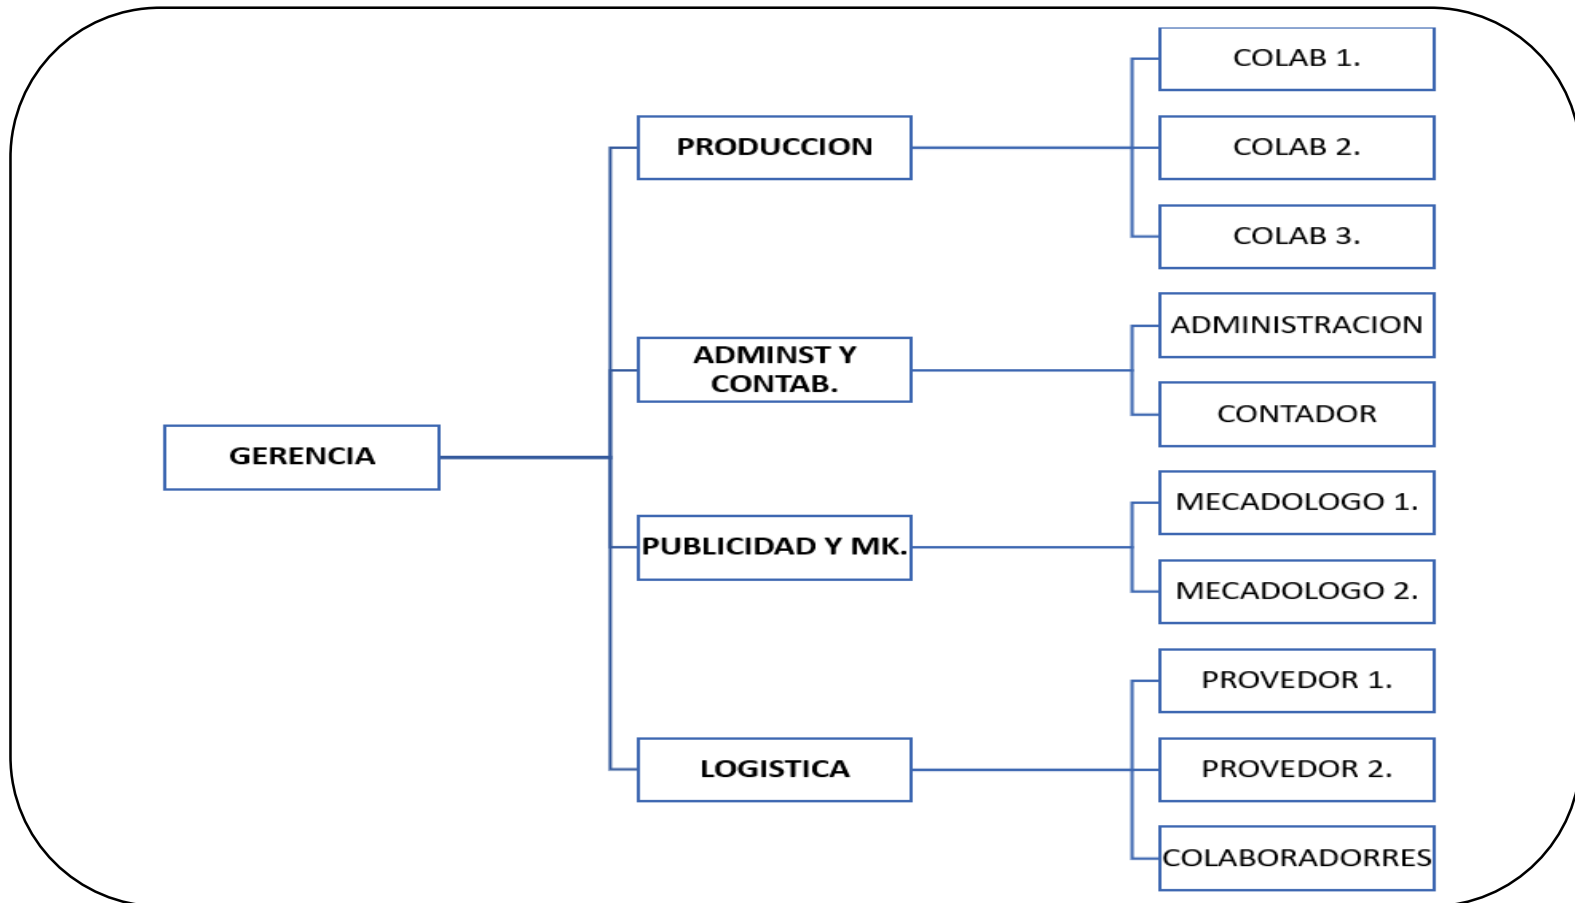 COLAB 1.
PRODUCCION
COLAB 2.
COLAB 3.
ADMINISTRACION
ADMINST Y
CONTAB.
CONTADOR
GERENCIA
MECADOLOGO 1.
PUBLICIDAD Y MK.
MECADOLOGO 2.
PROVEDOR 1.
LOGISTICA
PROVEDOR 2.
COLABORADORRES